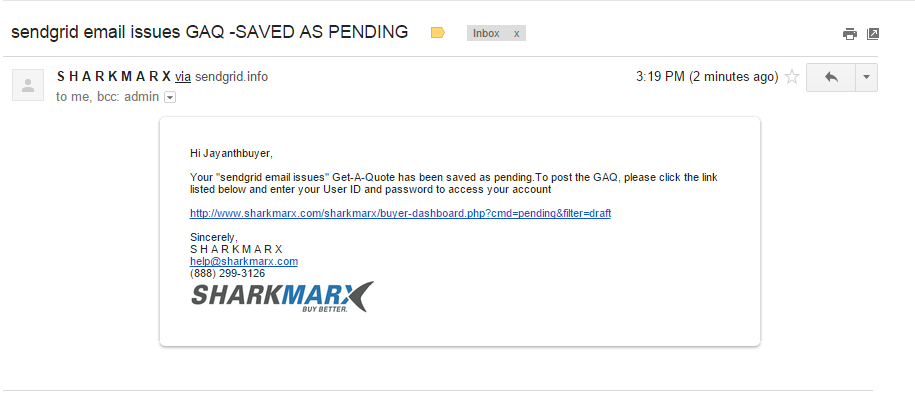 sendgrid email issues GAQ -SAVED AS PENDING
Inbox x
S H A R K M A R X via sendgrid.info
3:19 PM (2 minutes ago)
to me, bcc: admin
Hi Jayanthbuyer,
Your "sendgrid email issues" Get-A-Quote has been saved as pending.To post the GAQ, please click the link
listed below and enter your User ID and password to access your account
http://www.sharkmarx.com/sharkmarx/buyer-dashboard.php?cmd=pending&filter=draft
Sincerely,
S H A R K M A R X
help@sharkmarx.com
(888) 299-3126
SHARKMARX
BUY BETTER.